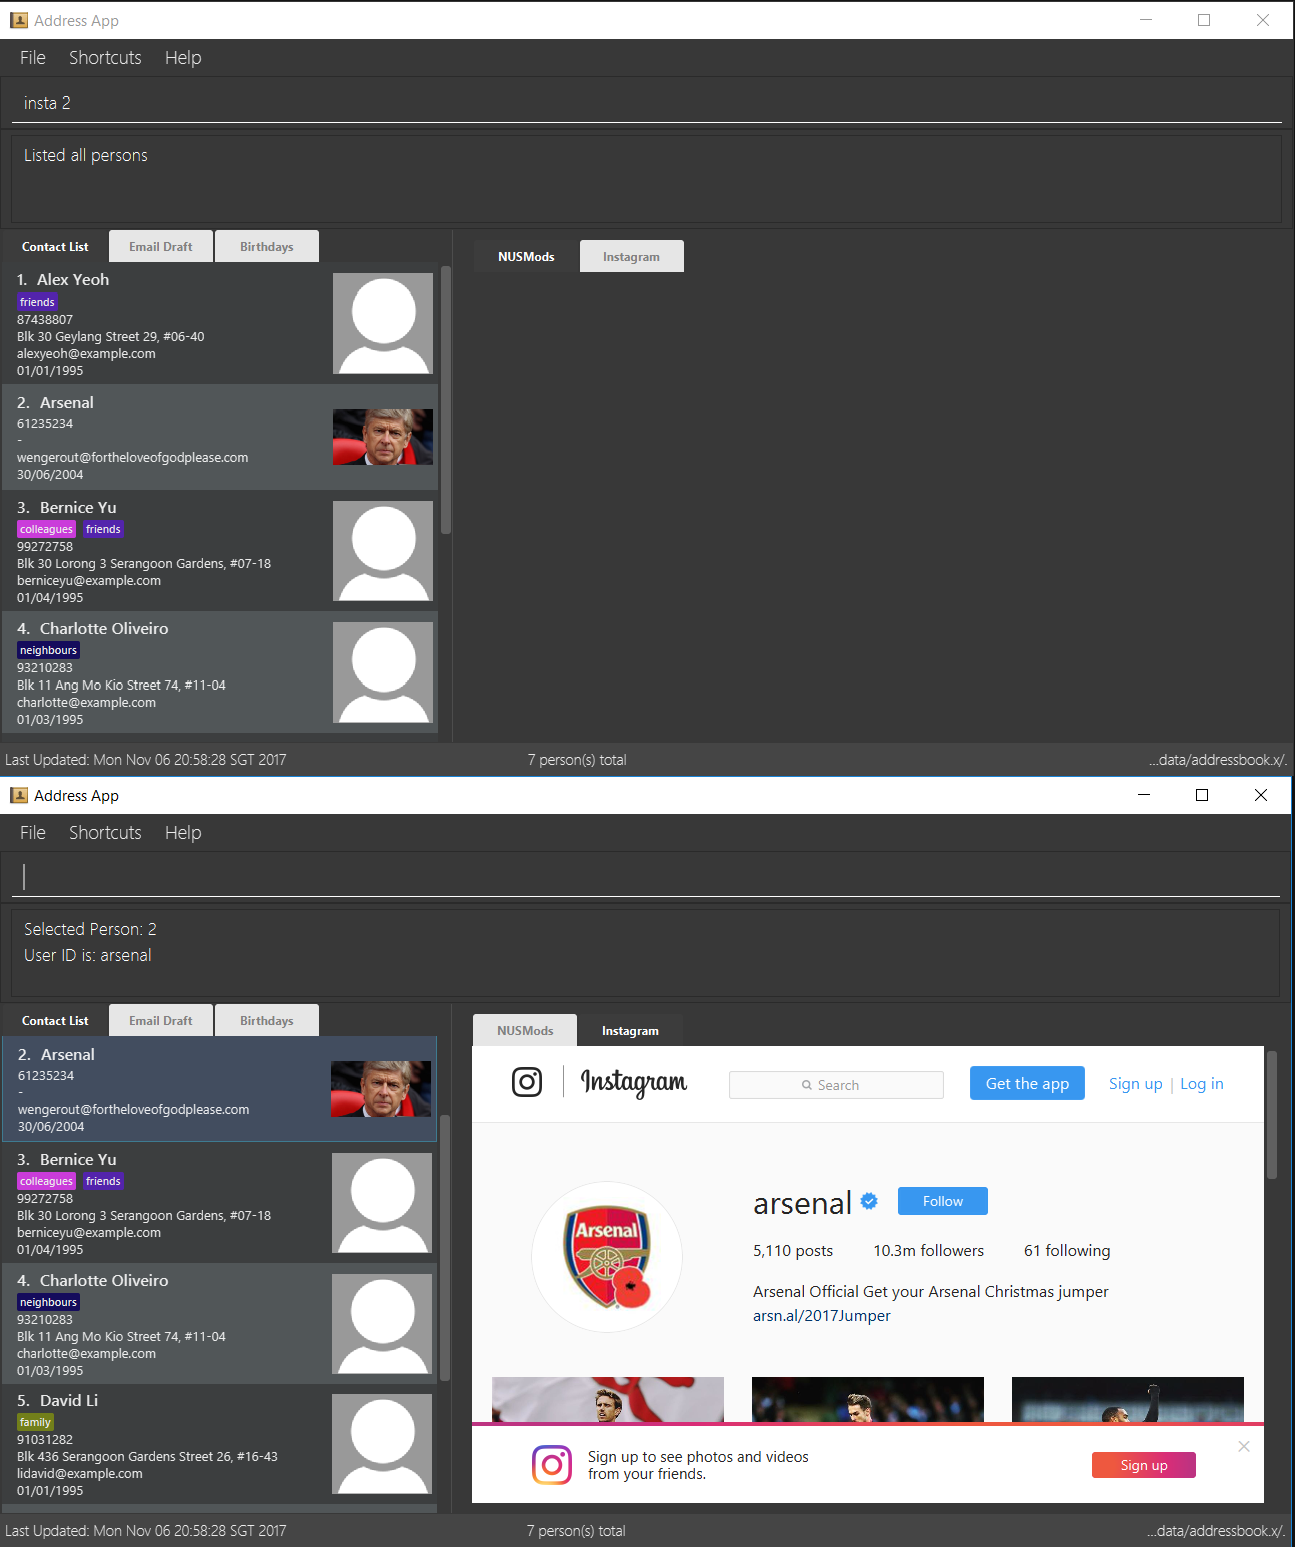 Address App
File Shortcuts Help
insta 2
Listed all persons
Contact List Email Draft Birthdays
NUSMods Instagram
1. Alex Yeoh
friends
87438807
Blk 30 Geylang Street 29, #06-40
alexyeoh@example.com
01/01/1995
2. Arsenal
61235234
-
wengerout@fortheloveofgodplease.com
30/06/2004
3. Bernice Yu
colleagues friends
99272758
Blk 30 Lorong 3 Serangoon Gardens, #07-18
berniceyu@example.com
01/04/1995
4. Charlotte Oliveiro
neighbours
93210283
Blk 11 Ang Mo Kio Street 74, #11-04
charlotte@example.com
01/03/1995
Last Updated: Mon Nov 06 20:58:28 SGT 2017 7 person(s) total ...data/addressbook.x/.
Address App
File Shortcuts Help
Selected Person: 2
User ID is: arsenal
Contact List Email Draft Birthdays
2. Arsenal
61235234
-
wengerout@fortheloveofgodplease.com
30/06/2004
3. Bernice Yu
colleagues friends
99272758
Blk 30 Lorong 3 Serangoon Gardens, #07-18
berniceyu@example.com
01/04/1995
4. Charlotte Oliveiro
neighbours
93210283
Blk 11 Ang Mo Kio Street 74, #11-04
charlotte@example.com
01/03/1995
5. David Li
family
91031282
Blk 436 Serangoon Gardens Street 26, #16-43
lidavid@example.com
01/01/1995
NUSMods Instagram
Instagram Search Get the app Sign up | Log in
Arsenal
arsenal Follow
5,110 posts 10.3m followers 61 following
Arsenal Official Get your Arsenal Christmas jumper
arsn.al/2017Jumper
Sign up to see photos and videos
from your friends.
Sign up
Last Updated: Mon Nov 06 20:58:28 SGT 2017 7 person(s) total ...data/addressbook.x/.